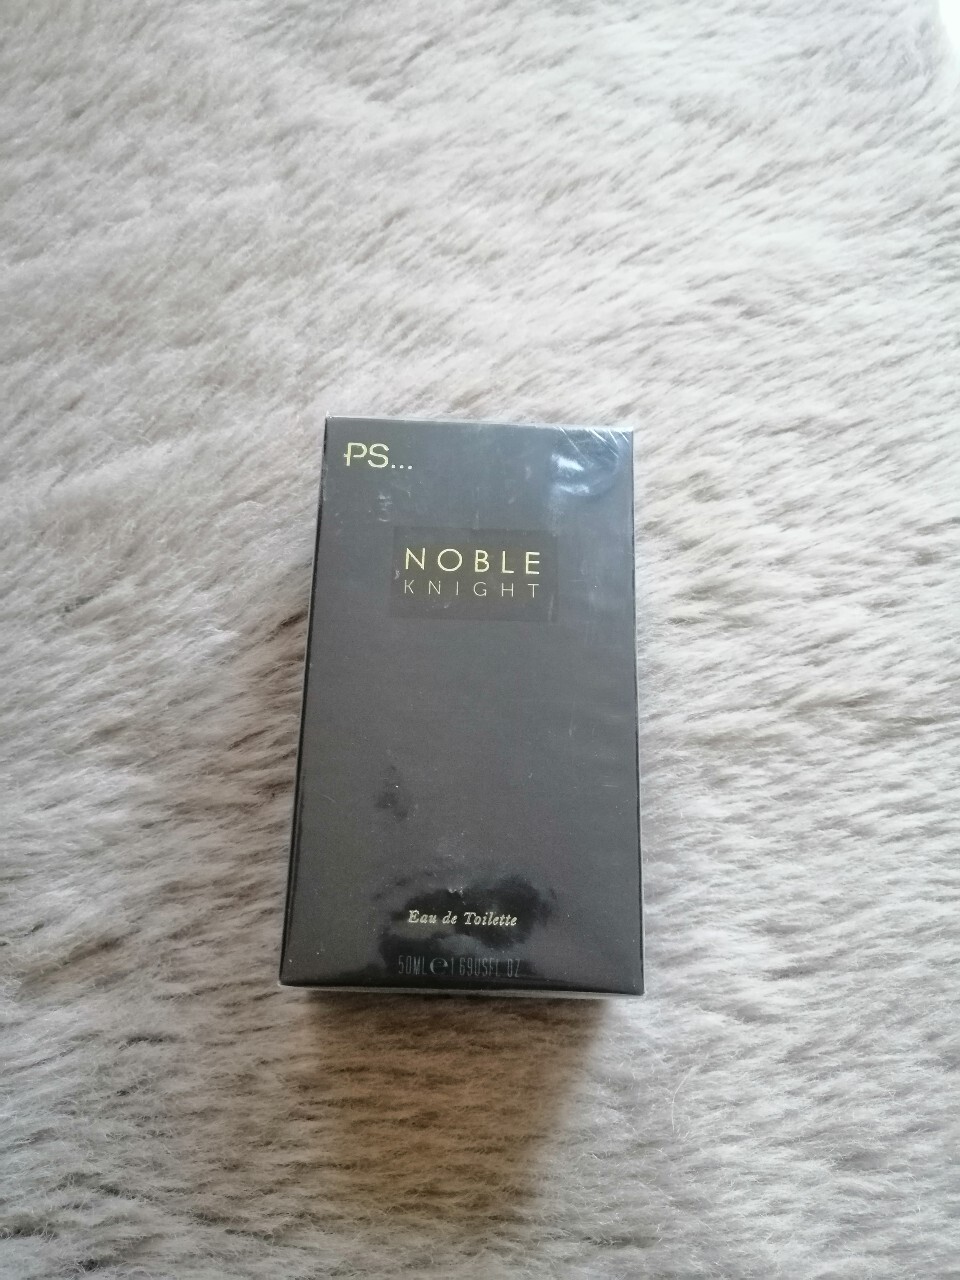 PS...
NOBLE
KNIGHT
Eau de Toilette
50ML e 1.69USFL OZ